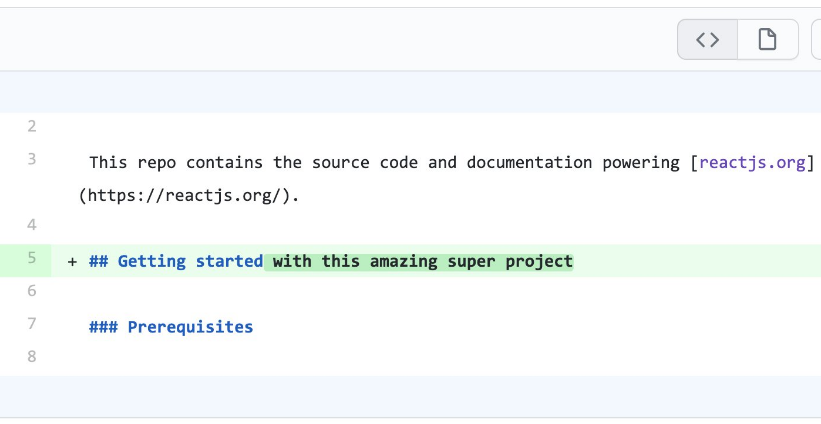 2
3 This repo contains the source code and documentation powering [reactjs.org]
(https://reactjs.org/).
4
5 + ## Getting started with this amazing super project
6
7 ### Prerequisites
8